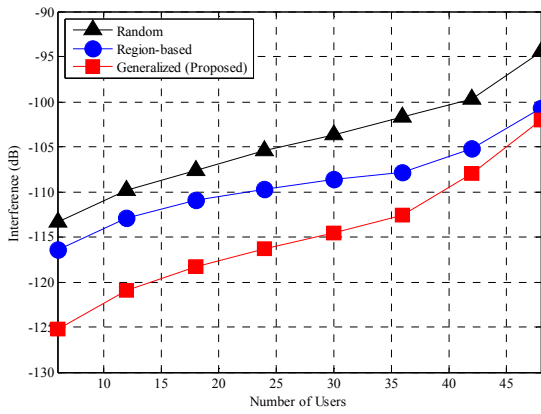 -90
-95
-100
-105
-110
-115
-120
-125
-130
Interference (dB)
Random
Region-based
Generalized (Proposed)
10 15 20 25 30 35 40 45
Number of Users